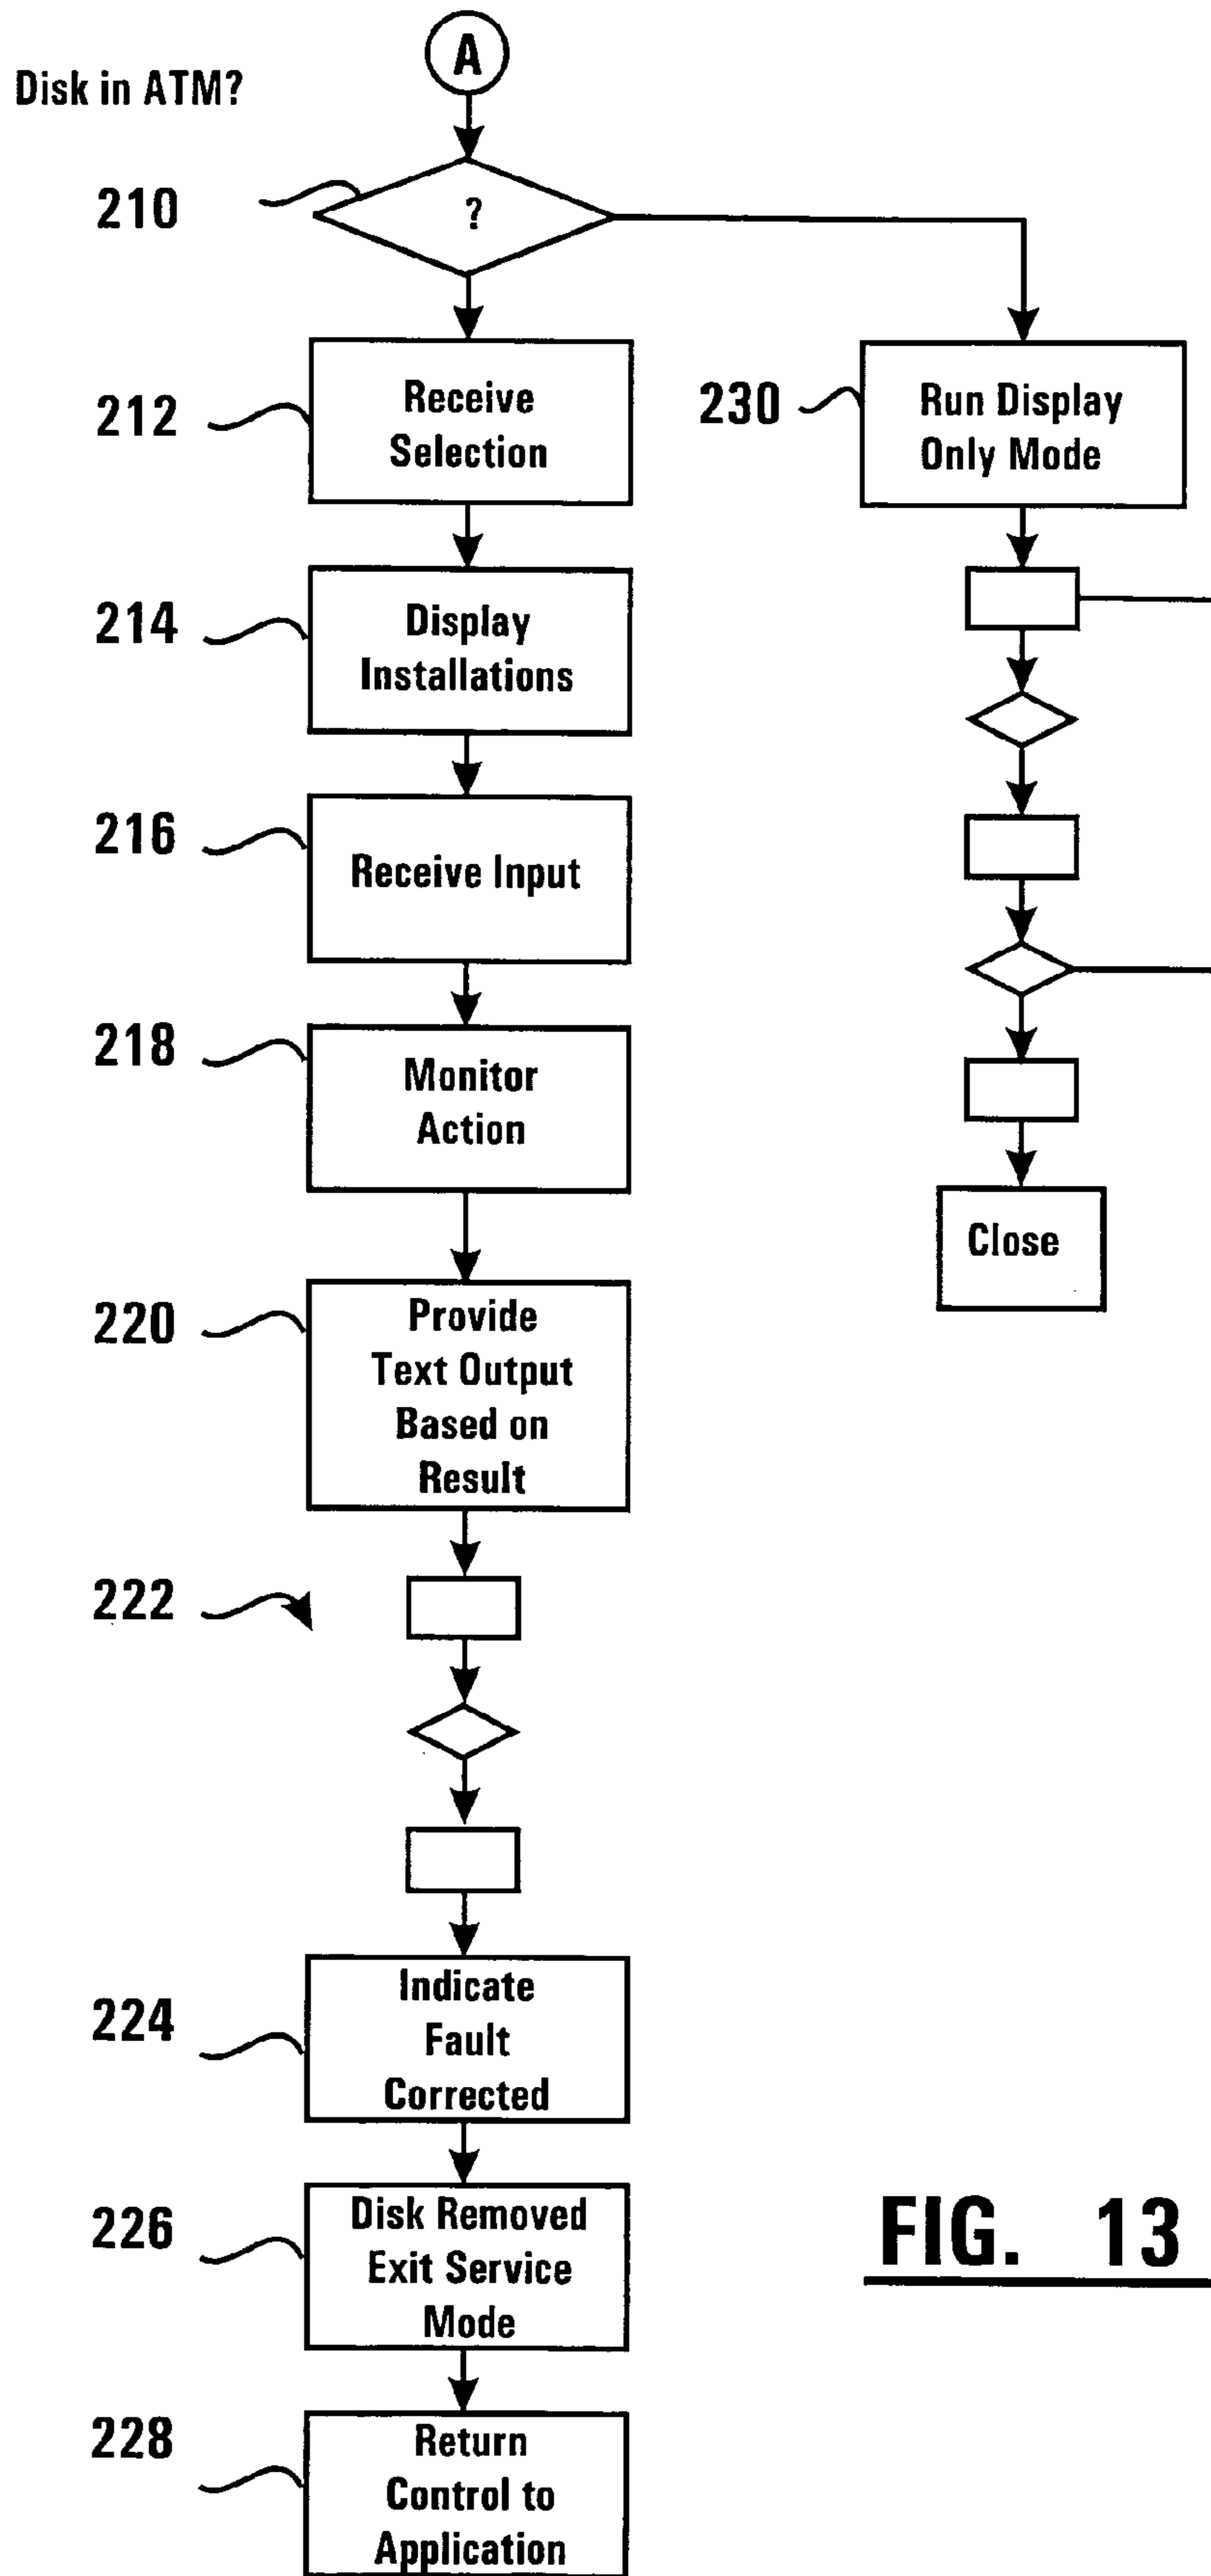 A
Disk in ATM?
210
?
212
Receive
Selection
230
Run Display
Only Mode
214
Display
Installations
216
Receive Input
218
Monitor
Action
Close
220
Provide
Text Output
Based on
Result
222
224
Indicate
Fault
Corrected
226
Disk Removed
Exit Service
Mode
FIG. 13
228
Return
Control to
Application